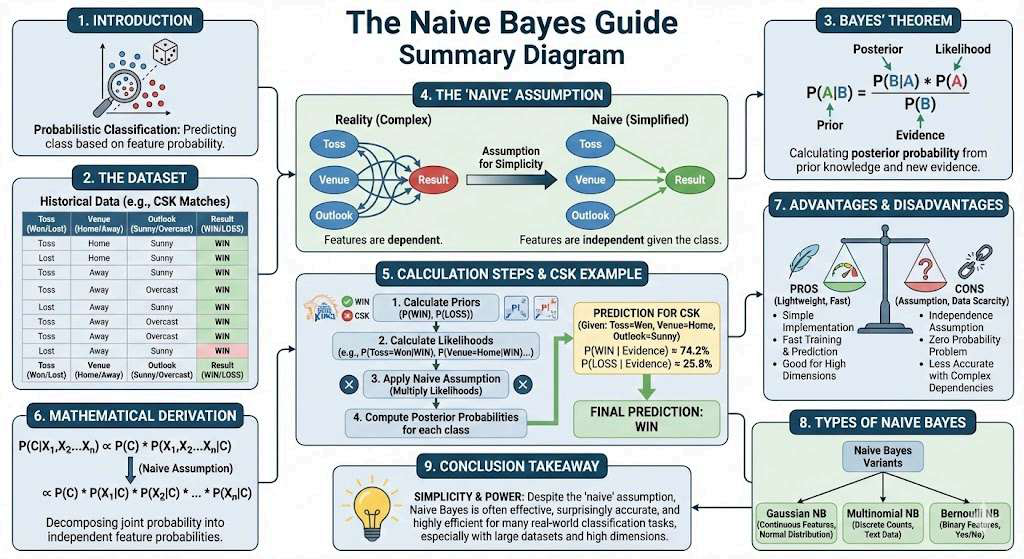 The Naive Bayes Guide
Summary Diagram
1. INTRODUCTION
Probabilistic Classification: Predicting
class based on feature probability.
2. THE DATASET
Historical Data (e.g., CSK Matches)
Toss Venue Outlook Result
(Won/Lost) (Home/Away) (Sunny/Overcast)
Toss Home Sunny WIN
Lost Home Sunny WIN
Toss Away Sunny WIN
Toss Away Overcast WIN
Lost Away Sunny WIN
Toss Away Overcast WIN
Toss Away Overcast WIN
Lost Away Sunny WIN
Toss Venue Outlook Result
(Won/Lost) (Home/Away) (Sunny/Overcast) (WIN/LOSS)
3. BAYES' THEOREM
Posterior Likelihood
P(A|B) = P(B|A) * P(A)
P(B)
Prior
Evidence
Calculating posterior probability from
prior knowledge and new evidence.
4. THE 'NAIVE' ASSUMPTION
Reality (Complex)
Toss
Venue
Outlook
Result
Features are dependent.
Assumption
for Simplicity
Naive (Simplified)
Toss
Venue
Outlook
Result
Features are independent given the class.
5. CALCULATION STEPS & CSK EXAMPLE
WIN
CSK
1. Calculate Priors
(P(WIN), P(LOSS))
2. Calculate Likelihoods
(e.g., P(Toss=Won|WIN), P(Venue=Home|WIN)...)
3. Apply Naive Assumption
(Multiply Likelihoods)
4. Compute Posterior Probabilities
for each class
PREDICTION FOR CSK
(Given: Toss=Won, Venue=Home,
Outlook=Sunny)
P(WIN | Evidence) ≈ 74.2%
P(LOSS | Evidence) ≈ 25.8%
FINAL PREDICTION:
WIN
6. MATHEMATICAL DERIVATION
P(C|X₁,X₂...Xₙ) ∝ P(C) * P(X₁,X₂...Xₙ|C)
(Naive Assumption)
∝ P(C) * P(X₁|C) * P(X₂|C) * ... * P(Xₙ|C)
Decomposing joint probability into
independent feature probabilities.
7. ADVANTAGES & DISADVANTAGES
?
PROS
(Lightweight, Fast)
• Simple
Implementation
• Fast Training
& Prediction
• Good for High
Dimensions
CONS
(Assumption, Data Scarcity)
• Independence
Assumption
• Zero Probability
Problem
• Less Accurate
with Complex
Dependencies
8. TYPES OF NAIVE BAYES
Naive Bayes
Variants
Gaussian NB
(Continuous Features,
Normal Distribution)
Multinomial NB
(Discrete Counts,
Text Data)
Bernoulli NB
(Binary Features,
Yes/No)
9. CONCLUSION TAKEAWAY
SIMPLICITY & POWER: Despite the 'naive' assumption,
Naive Bayes is often effective, surprisingly accurate, and
highly efficient for many real-world classification tasks,
especially with large datasets and high dimensions.